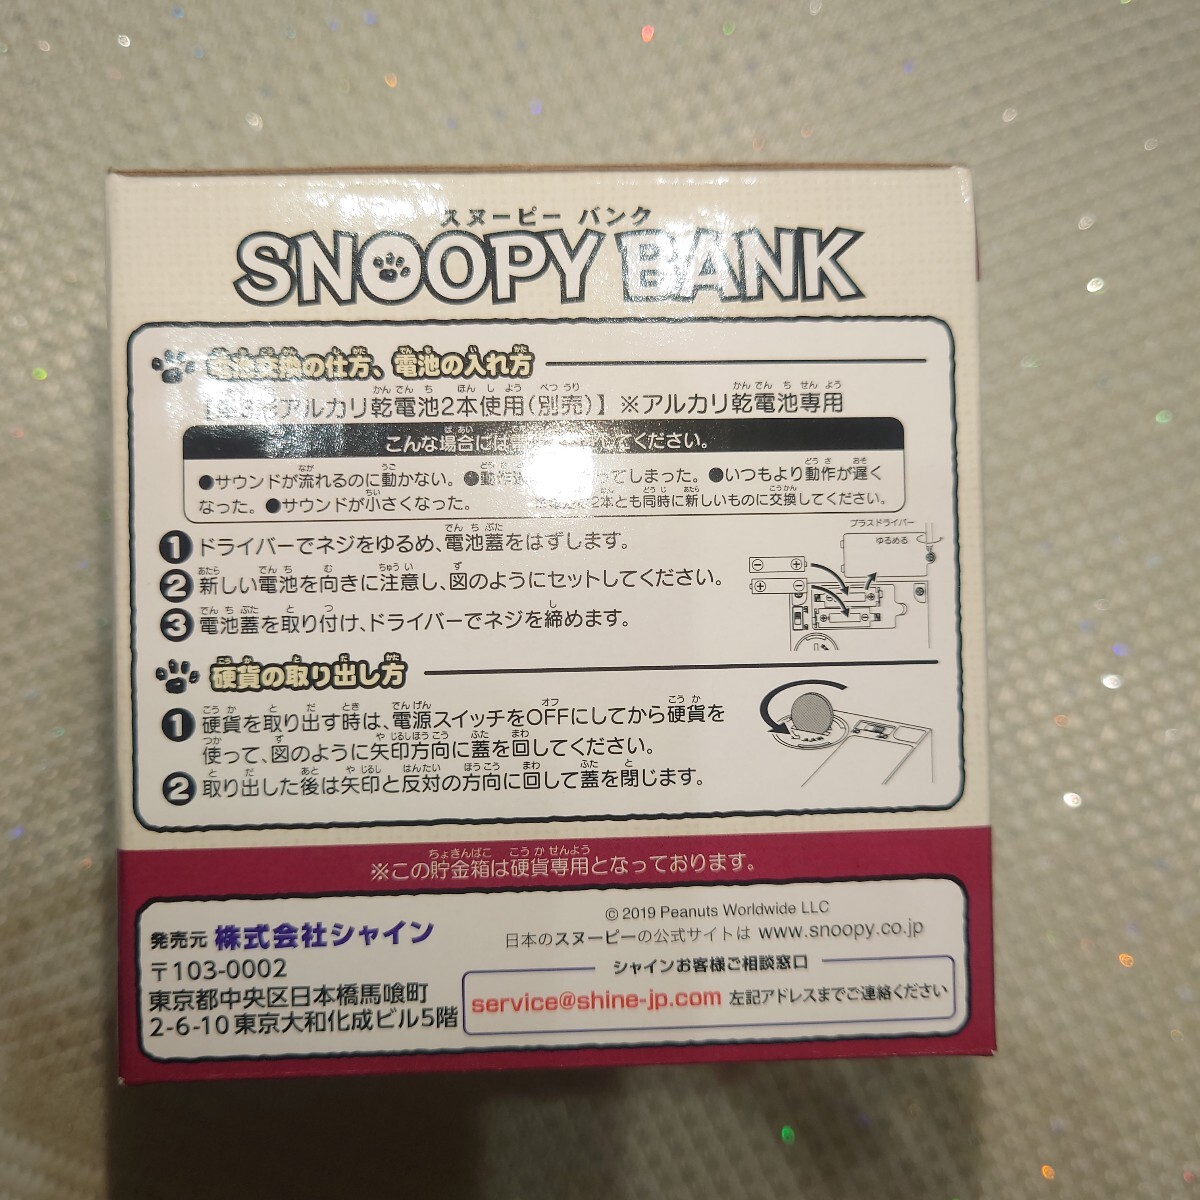 スヌーピー バンク
SNOOPY BANK
の仕方、電池の入れ方
アルカリ乾電池2本使用(別売)】※アルカリ乾電池専用
こんな場合には してください。
●サウンドが流れるのに動かない。 てしまった。●いつもより動作が遅く
なった。●サウンドが小さくなった。 2本とも同時に新しいものに交換してください。
❶ドライバーでネジをゆるめ、電池蓋をはずします。
❷新しい電池を向きに注意し、図のようにセットしてください。
❸電池蓋を取り付け、ドライバーでネジを締めます。
プラスドライバー
ゆるめる
硬貨の取り出し方
❶硬貨を取り出す時は、電源スイッチをOFFにしてから硬貨を
使って、図のように矢印方向に蓋を回してください。
❷取り出した後は矢印と反対の方向に回して蓋を閉じます。
※この貯金箱は硬貨専用となっております。
発売元 株式会社シャイン
〒103-0002
東京都中央区日本橋馬喰町
2-6-10東京大和化成ビル5階
© 2019 Peanuts Worldwide LLC
日本のスヌーピーの公式サイトは www.snoopy.co.jp
シャインお客様ご相談窓口
service@shine-jp.com 左記アドレスまでご連絡ください